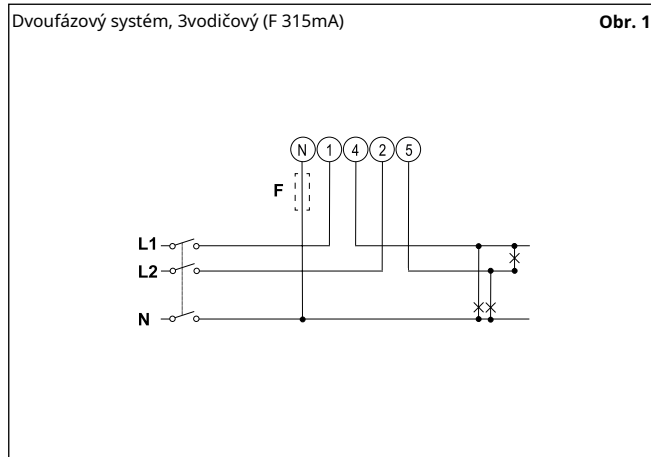 Dvoufázový systém, 3vodičový (F 315mA) Obr. 1
N 1 4 2 5
F
L1
L2
N